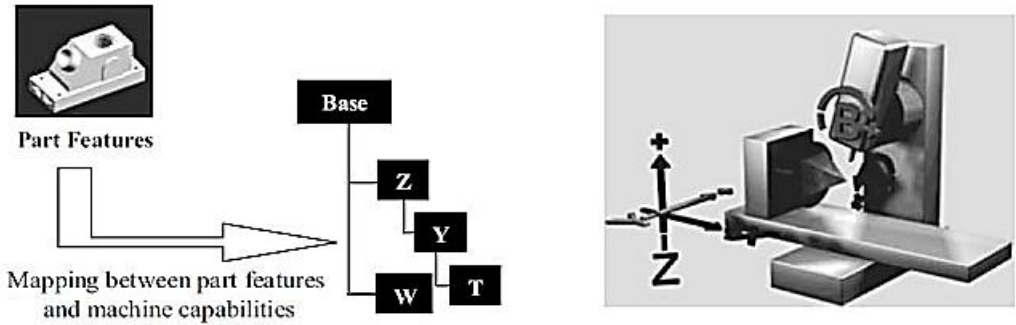 Part Features
Base
Z
Y
T
W
Mapping between part features
and machine capabilities
B
+
Z